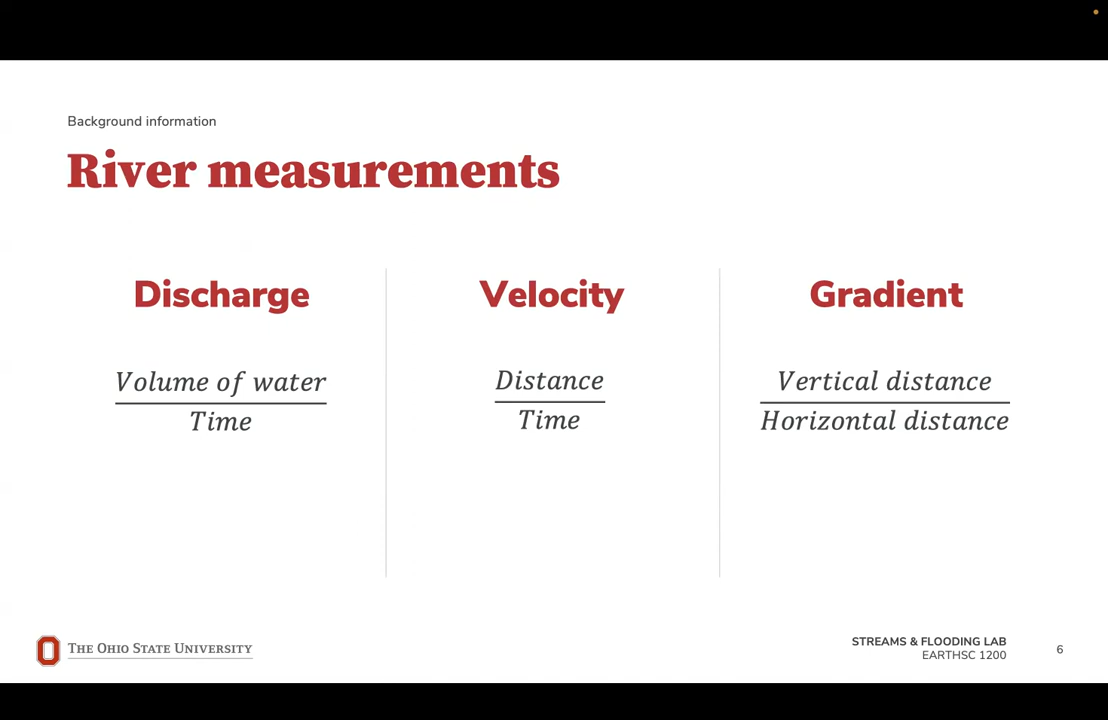 Background information
River measurements
Discharge
Volume of water
Time
Velocity
Distance
Time
Gradient
Vertical distance
Horizontal distance
THE OHIO STATE UNIVERSITY
STREAMS & FLOODING LAB
EARTHSC 1200
6